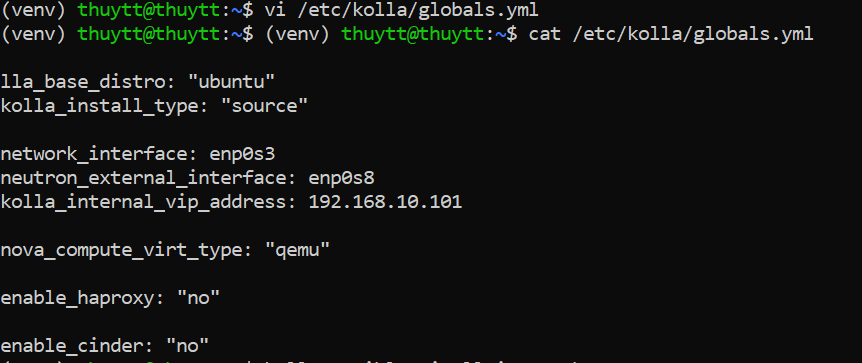 (venv) thuytt@thuytt:~$ vi /etc/kolla/globals.yml
(venv) thuytt@thuytt:~$ (venv) thuytt@thuytt:~$ cat /etc/kolla/globals.yml
lla_base_distro: "ubuntu"
kolla_install_type: "source"
network_interface: enp0s3
neutron_external_interface: enp0s8
kolla_internal_vip_address: 192.168.10.101
nova_compute_virt_type: "qemu"
enable_haproxy: "no"
enable_cinder: "no"